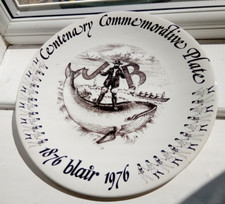 Centenary Commemorative Plate
1876 blair 1976